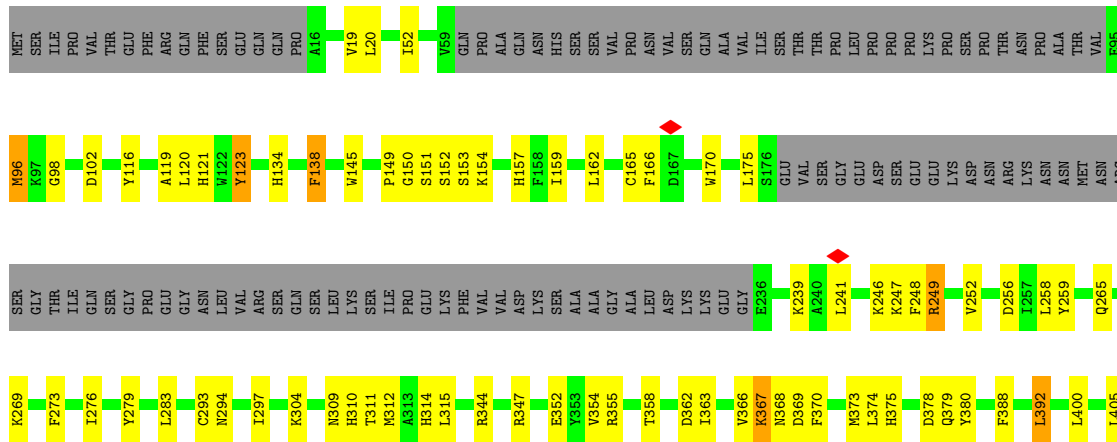 MET SER ILE PRO VAL THR GLU PHE ARG GLN PHE SER GLU GLN GLN PRO A16 V19 L20 I52 V59 GLN PRO ALA GLN ASN HIS SER SER VAL PRO ASN VAL SER GLN ALA VAL ILE SER THR THR PRO LEU PRO PRO PRO LYS PRO SER PRO THR ASN PRO ALA THR VAL E95
M96 K97 G98 D102 Y116 A119 L120 H121 W122 Y123 H134 F138 W145 P149 G150 S151 S152 S153 K154 H157 F158 I159 L162 C165 F166 D167 W170 L175 S176 GLU VAL SER GLY GLU ASP SER GLU GLU LYS ASP ASN ARG LYS ASN ASN MET ASN
SER GLY THR ILE GLN SER GLY PRO GLU GLY ASN LEU VAL ARG SER GLN SER LEU LYS SER ILE PRO GLU LYS PHE VAL VAL ASP LYS SER ALA ALA GLY ALA LEU ASP LYS LYS GLU GLY E236 K239 A240 L241 K246 K247 F248 R249 V252 D256 I257 L258 Y259 Q265
K269 F273 I276 Y279 L283 C293 N294 I297 K304 N309 H310 T311 M312 A313 H314 L315 R344 R347 E352 Y353 V354 R355 T358 D362 I363 V366 K367 N368 D369 F370 M373 L374 H375 D378 Q379 Y380 F388 L392 L400 L405